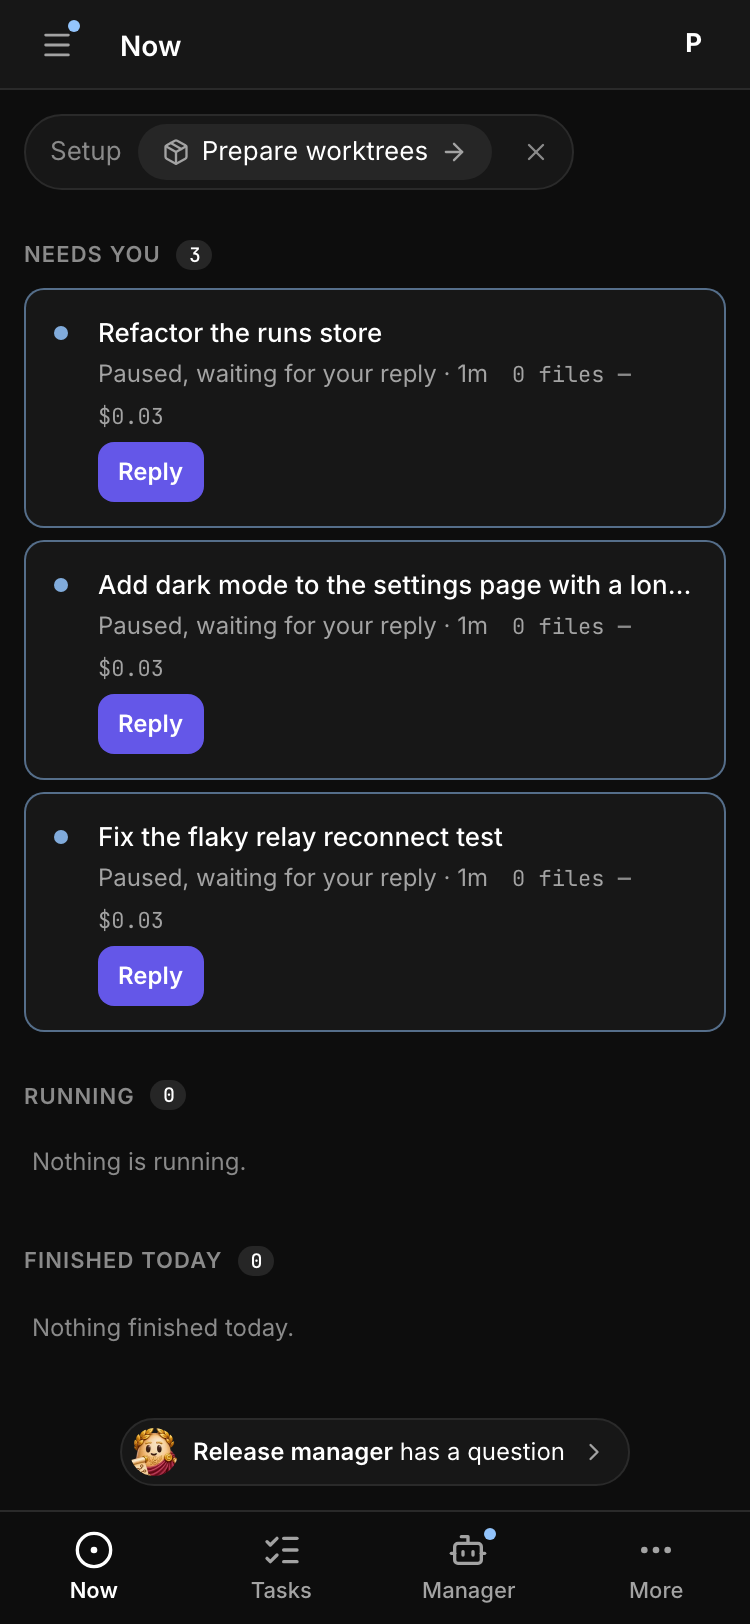 Now
P
Setup
Prepare worktrees
NEEDS YOU 3
Refactor the runs store
Paused, waiting for your reply · 1m 0 files —
$0.03
Reply
Add dark mode to the settings page with a lon...
Paused, waiting for your reply · 1m 0 files —
$0.03
Reply
Fix the flaky relay reconnect test
Paused, waiting for your reply · 1m 0 files —
$0.03
Reply
RUNNING 0
Nothing is running.
FINISHED TODAY 0
Nothing finished today.
Release manager has a question
Now
Tasks
Manager
More